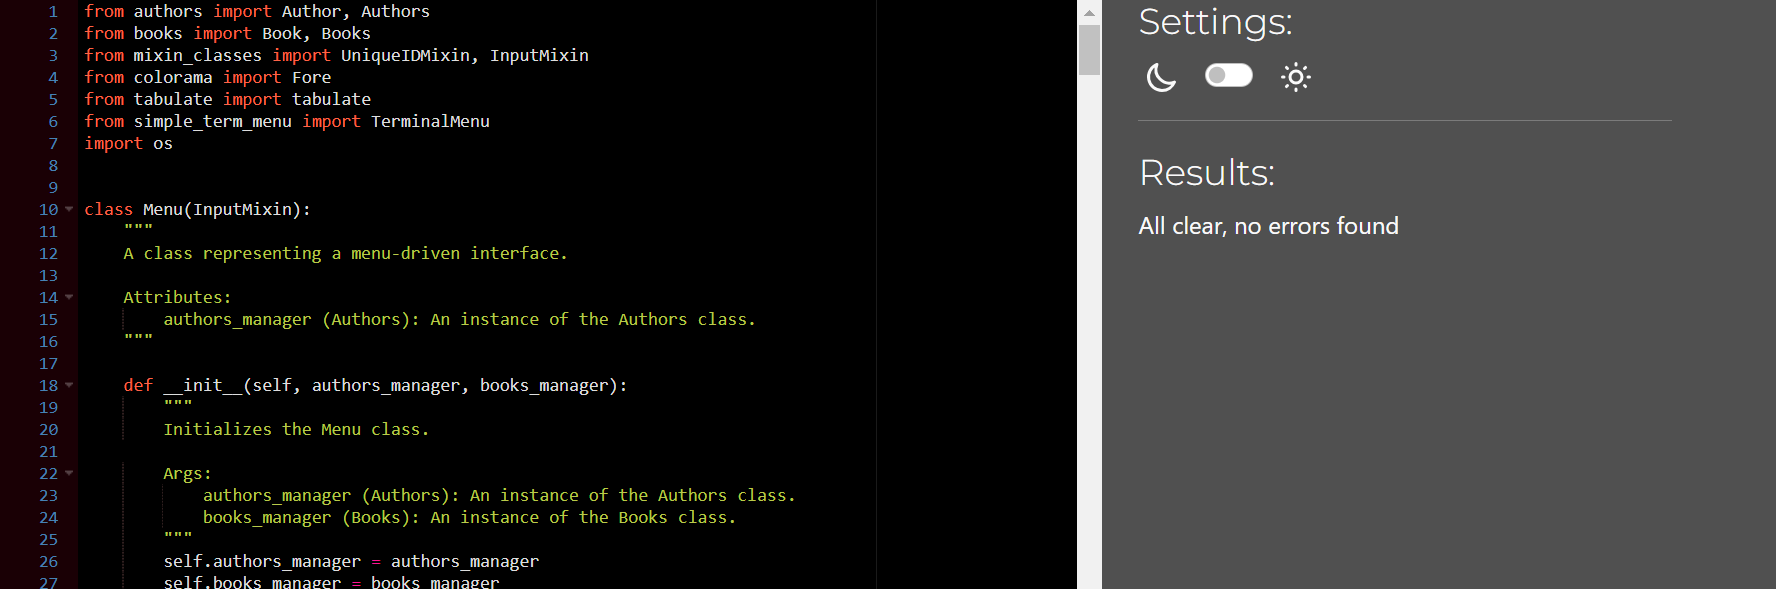 1 from authors import Author, Authors
2 from books import Book, Books
3 from mixin_classes import UniqueIDMixin, InputMixin
4 from colorama import Fore
5 from tabulate import tabulate
6 from simple_term_menu import TerminalMenu
7 import os
8
9
10 class Menu(InputMixin):
11     """
12     A class representing a menu-driven interface.
13
14     Attributes:
15         authors_manager (Authors): An instance of the Authors class.
16     """
17
18     def __init__(self, authors_manager, books_manager):
19         """
20         Initializes the Menu class.
21
22         Args:
23             authors_manager (Authors): An instance of the Authors class.
24             books_manager (Books): An instance of the Books class.
25         """
26         self.authors_manager = authors_manager
27         self.books_manager = books_manager
Settings:
Results:
All clear, no errors found